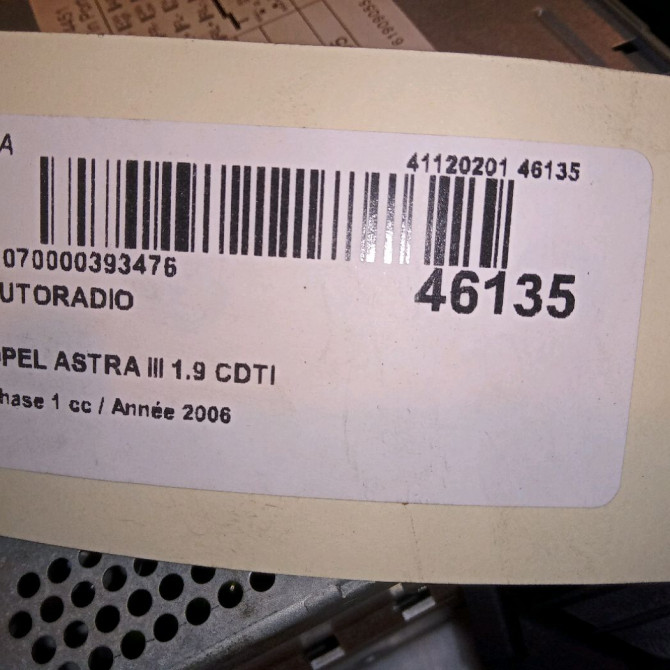 A
41120201 46135
070000393476
46135
UTORADIO
PEL ASTRA III 1.9 CDTI
hase 1 cc / Année 2006